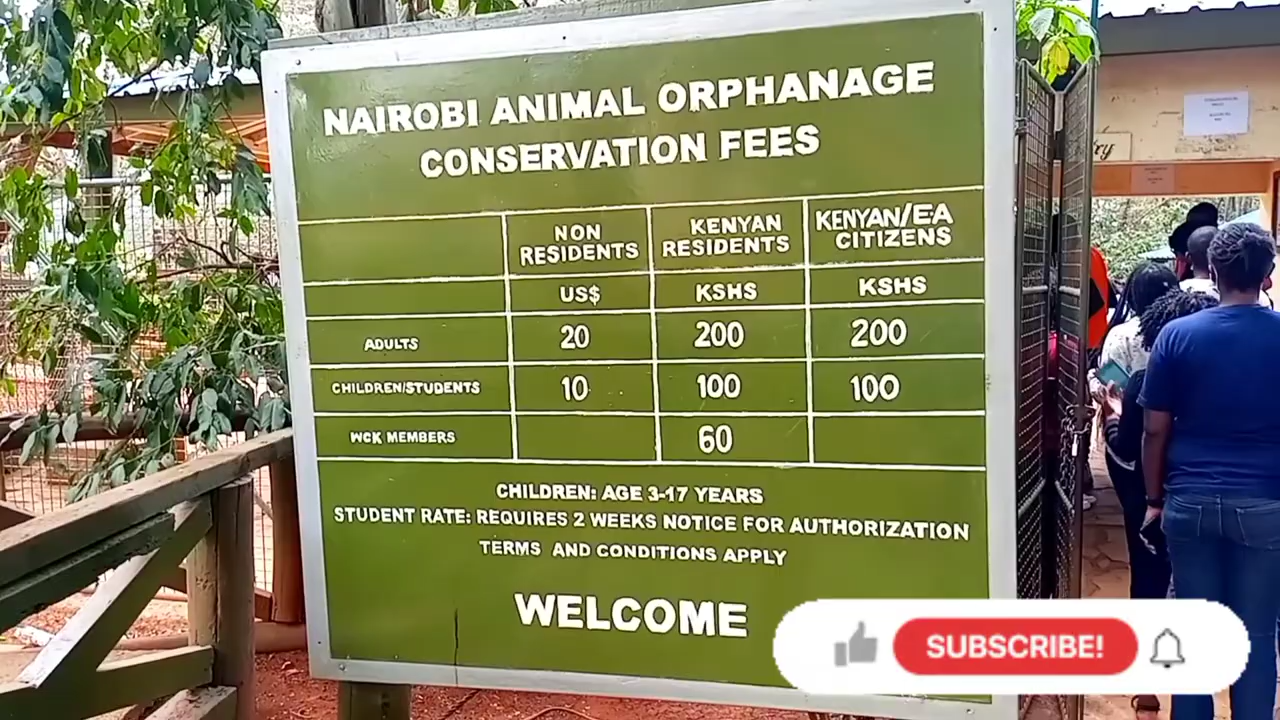 NAIROBI ANIMAL ORPHANAGE
CONSERVATION FEES
NON RESIDENTS KENYAN RESIDENTS KENYAN/EA CITIZENS
US$ KSHS KSHS
ADULTS 20 200 200
CHILDREN/STUDENTS 10 100 100
WCK MEMBERS 60
CHILDREN: AGE 3-17 YEARS
STUDENT RATE: REQUIRES 2 WEEKS NOTICE FOR AUTHORIZATION
TERMS AND CONDITIONS APPLY
WELCOME
SUBSCRIBE!